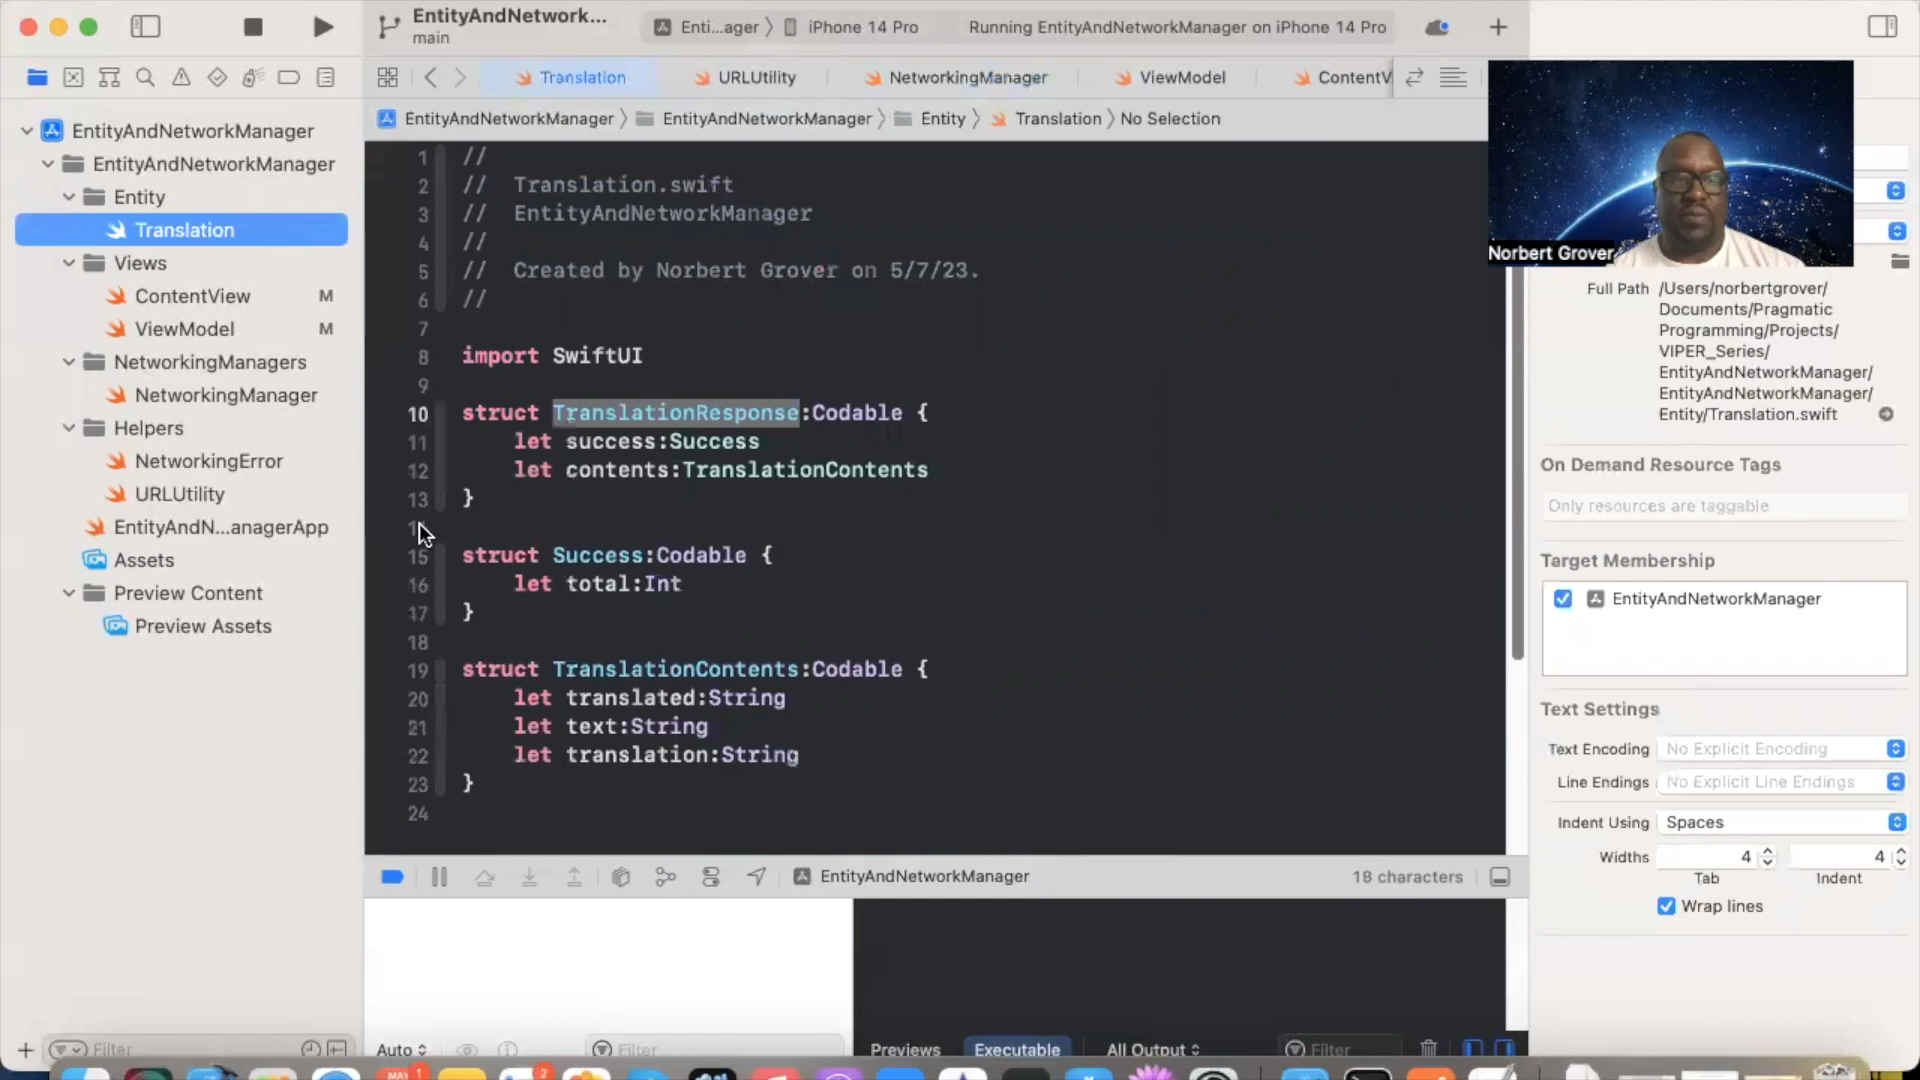 EntityAndNetwork...
main
Enti...ager 〉 iPhone 14 Pro
Running EntityAndNetworkManager on iPhone 14 Pro
Translation
URLUtility
NetworkingManager
ViewModel
ContentV
EntityAndNetworkManager 〉 EntityAndNetworkManager 〉 Entity 〉 Translation 〉 No Selection
EntityAndNetworkManager
EntityAndNetworkManager
Entity
Translation
Views
ContentView M
ViewModel M
NetworkingManagers
NetworkingManager
Helpers
NetworkingError
URLUtility
EntityAndN...anagerApp
Assets
Preview Content
Preview Assets
Filter
1 //
2 // Translation.swift
3 // EntityAndNetworkManager
4 //
5 // Created by Norbert Grover on 5/7/23.
6 //
7
8 import SwiftUI
9
10 struct TranslationResponse:Codable {
11 let success:Success
12 let contents:TranslationContents
13 }
15 struct Success:Codable {
16 let total:Int
17 }
18
19 struct TranslationContents:Codable {
20 let translated:String
21 let text:String
22 let translation:String
23 }
24
EntityAndNetworkManager
18 characters
Auto
Filter
Previews
Executable
All Output
Filter
Norbert Grover
Full Path /Users/norbertgrover/
Documents/Pragmatic
Programming/Projects/
VIPER_Series/
EntityAndNetworkManager/
EntityAndNetworkManager/
Entity/Translation.swift
On Demand Resource Tags
Only resources are taggable
Target Membership
EntityAndNetworkManager
Text Settings
Text Encoding No Explicit Encoding
Line Endings No Explicit Line Endings
Indent Using Spaces
Widths 4 4
Tab Indent
Wrap lines
MAY 1
2